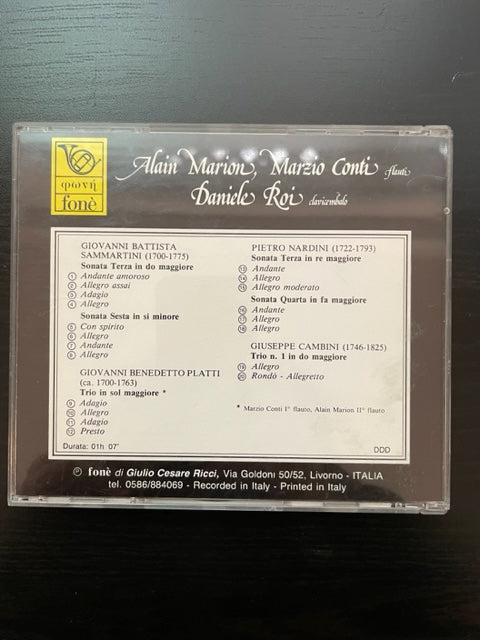 Alain Marion, Marzio Conti flauti
Daniele Roi clavicembalo
φωνή
fonè
GIOVANNI BATTISTA
SAMMARTINI (1700-1775)
Sonata Terza in do maggiore
1 Andante amoroso
2 Allegro assai
3 Adagio
4 Allegro
Sonata Sesta in si minore
5 Con spirito
6 Allegro
7 Andante
8 Allegro
GIOVANNI BENEDETTO PLATTI
(ca. 1700-1763)
Trio in sol maggiore *
9 Adagio
10 Allegro
11 Adagio
12 Presto
Durata: 01h 07'
PIETRO NARDINI (1722-1793)
Sonata Terza in re maggiore
13 Andante
14 Allegro
15 Allegro moderato
Sonata Quarta in fa maggiore
16 Andante
17 Allegro
18 Allegro
GIUSEPPE CAMBINI (1746-1825)
Trio n. 1 in do maggiore
19 Allegro
20 Rondò - Allegretto
* Marzio Conti I° flauto, Alain Marion II° flauto
DDD
℗ fonè di Giulio Cesare Ricci, Via Goldoni 50/52, Livorno - ITALIA
tel. 0586/884069 - Recorded in Italy - Printed in Italy